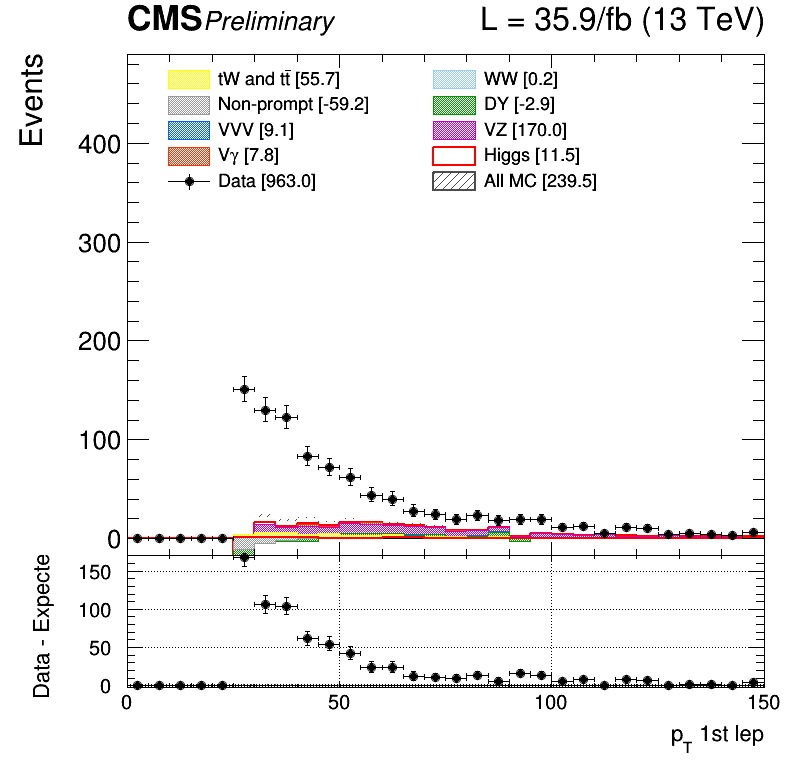 CMS Preliminary L = 35.9/fb (13 TeV)
Events
tW and tt̄ [55.7] WW [0.2]
Non-prompt [-59.2] DY [-2.9]
VVV [9.1] VZ [170.0]
Vγ [7.8] Higgs [11.5]
Data [963.0] All MC [239.5]
400
300
200
100
0
Data - Expecte
150
100
50
0
0 50 100 150
p_T 1st lep